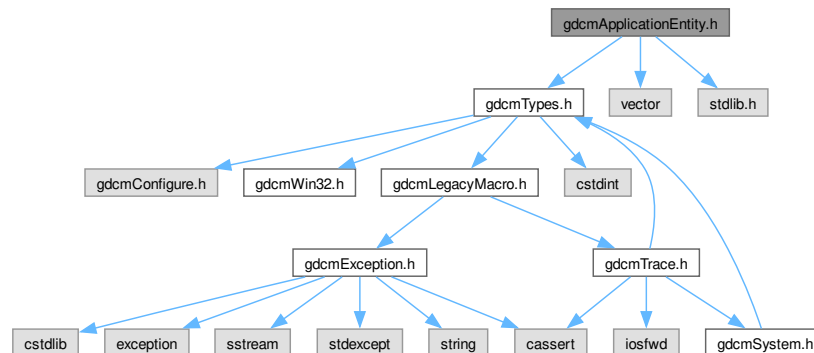 gdcmApplicationEntity.h
gdcmTypes.h
vector
stdlib.h
gdcmConfigure.h
gdcmWin32.h
gdcmLegacyMacro.h
cstdint
gdcmException.h
gdcmTrace.h
cstdlib
exception
sstream
stdexcept
string
cassert
iosfwd
gdcmSystem.h